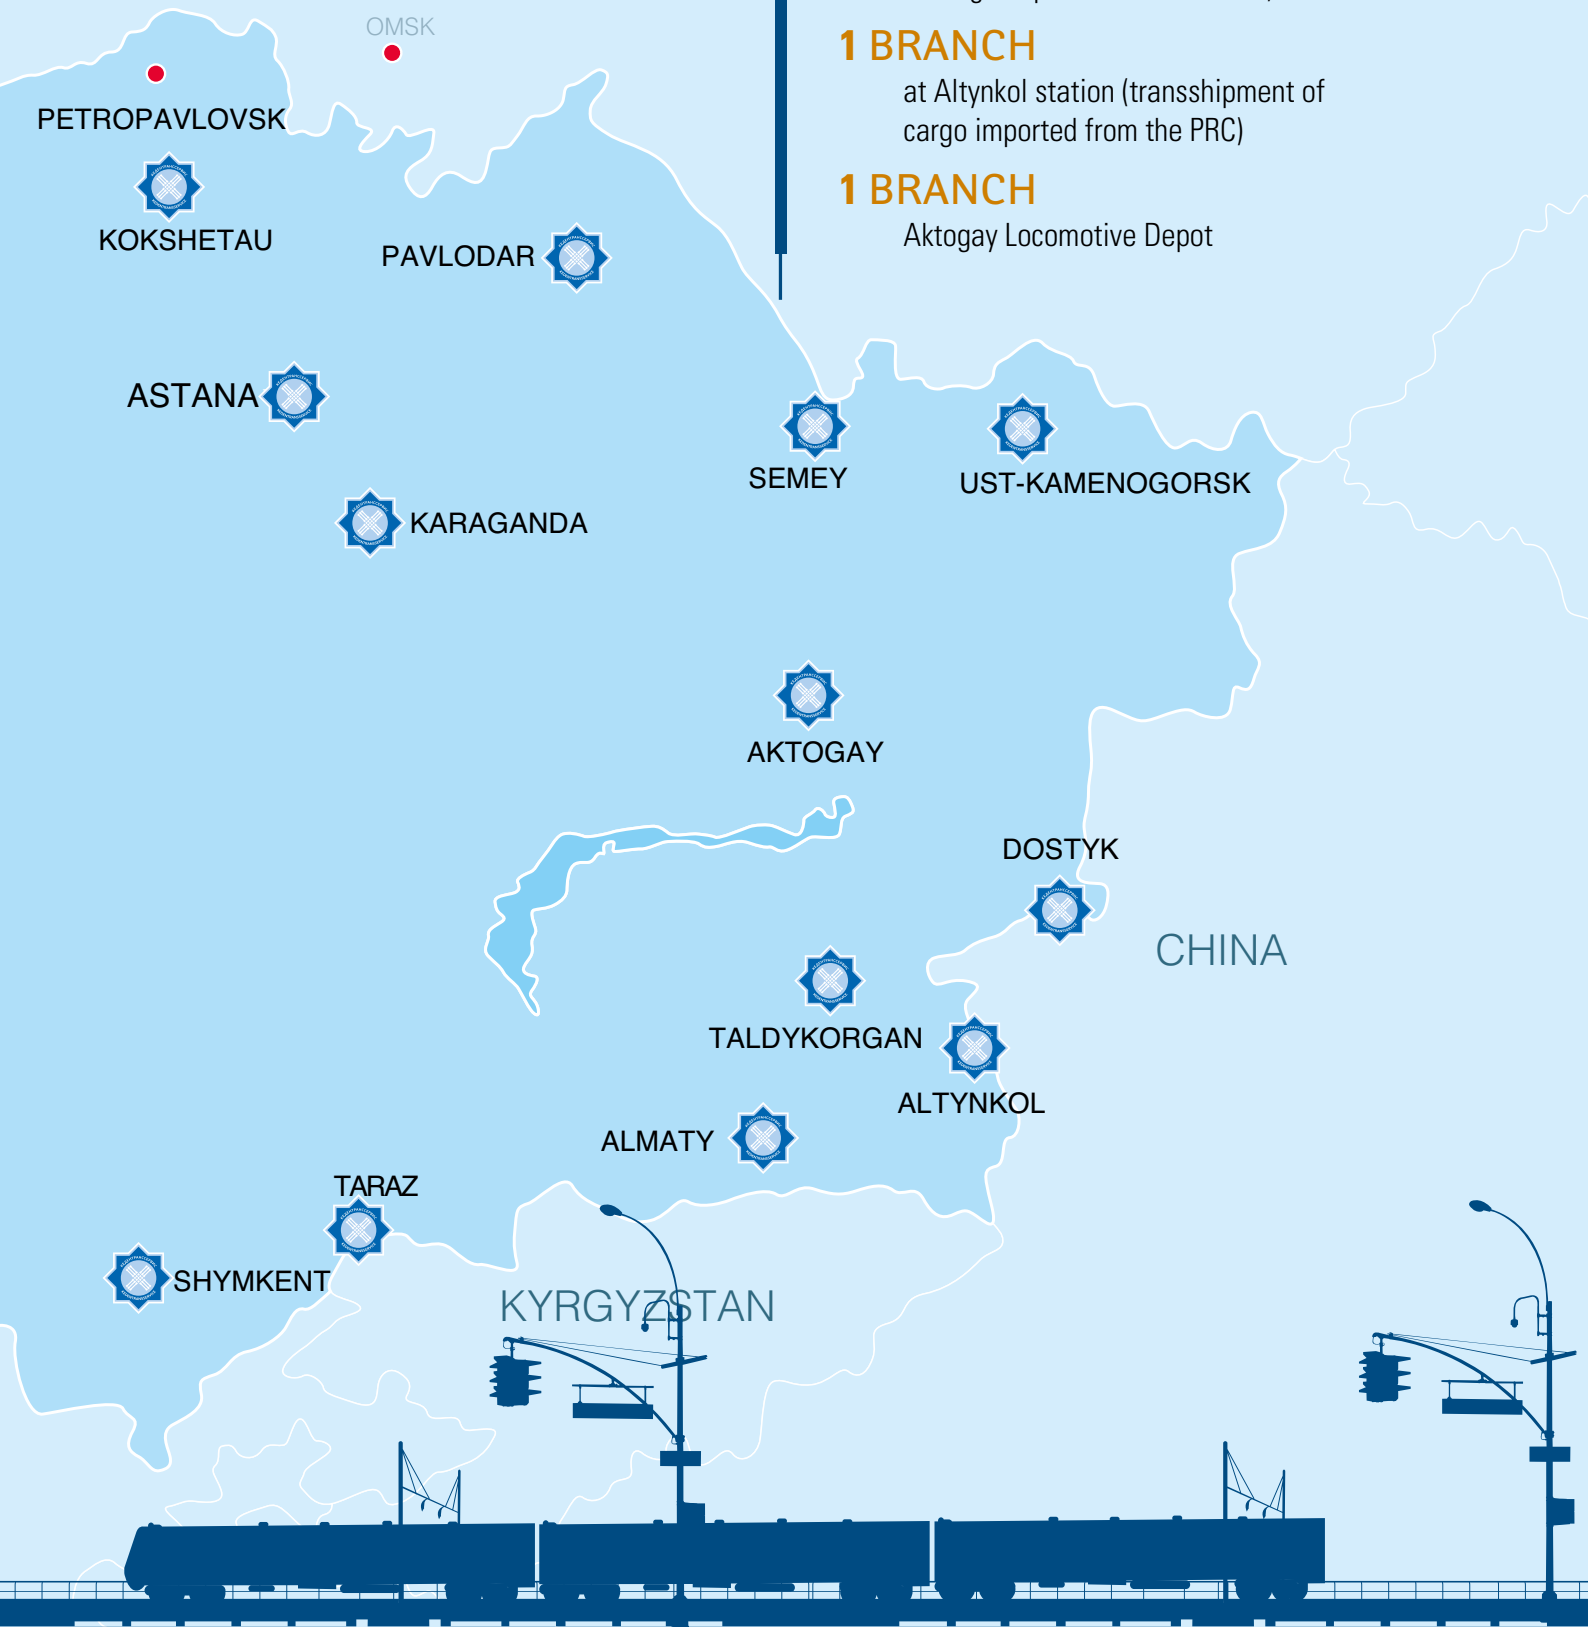 OMSK
1 BRANCH
at Altynkol station (transshipment of
cargo imported from the PRC)
1 BRANCH
Aktogay Locomotive Depot
PETROPAVLOVSK
KOKSHETAU
PAVLODAR
ASTANA
SEMEY
UST-KAMENOGORSK
KARAGANDA
AKTOGAY
DOSTYK
CHINA
TALDYKORGAN
ALTYNKOL
ALMATY
TARAZ
SHYMKENT
KYRGYZSTAN